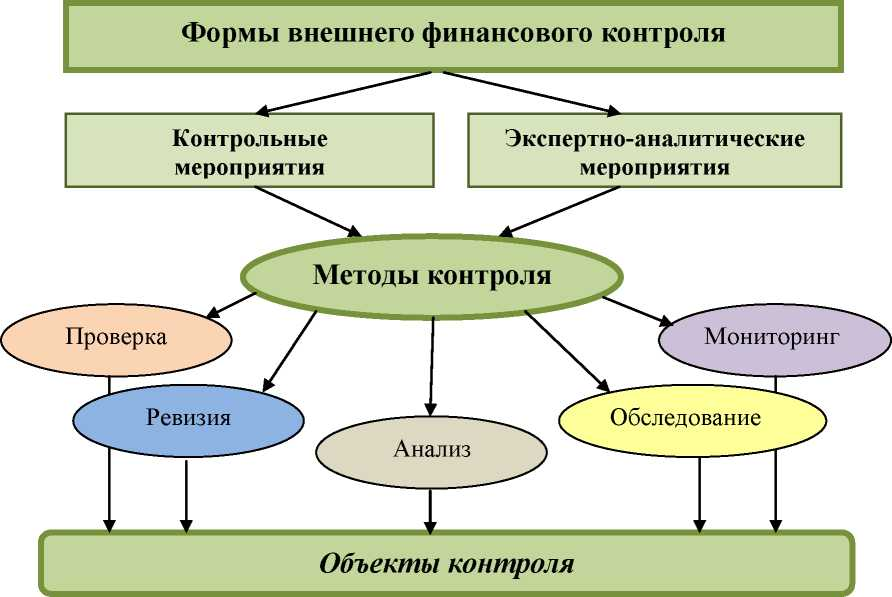 Формы внешнего финансового контроля
Контрольные
мероприятия
Экспертно-аналитические
мероприятия
Методы контроля
Проверка
Мониторинг
Ревизия
Обследование
Анализ
Объекты контроля